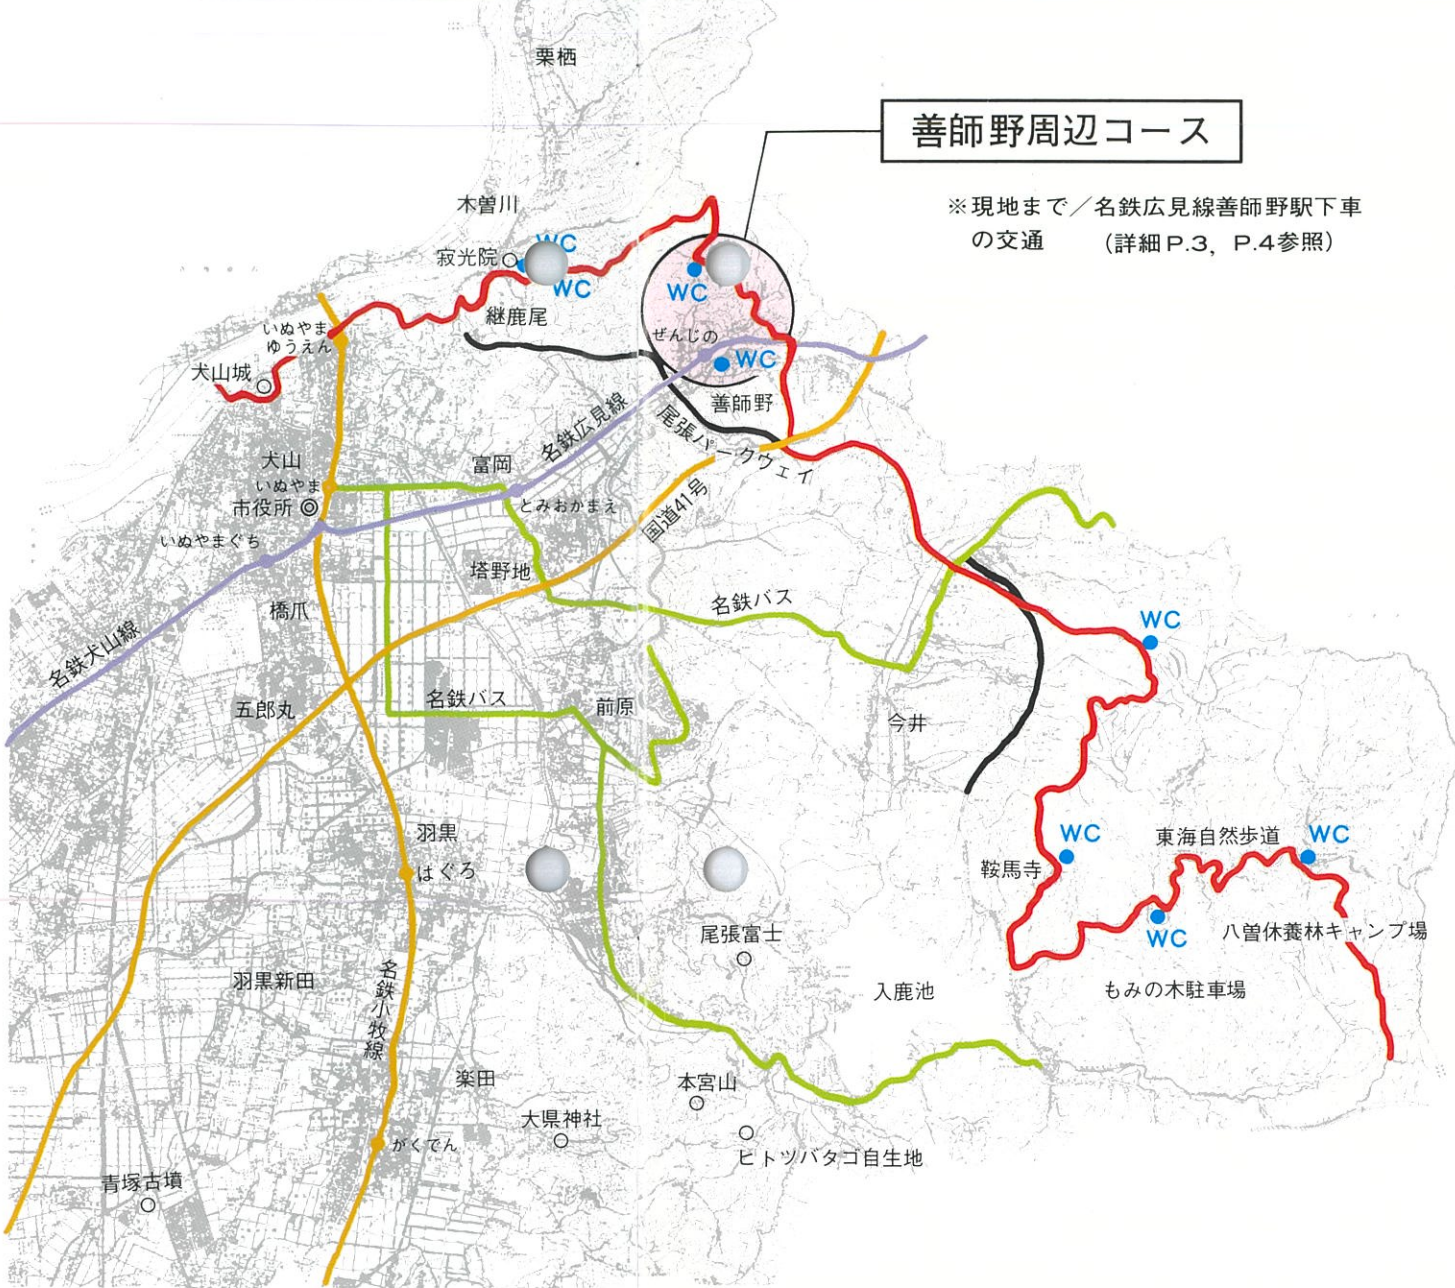 栗栖
善師野周辺コース
※現地まで／名鉄広見線善師野駅下車
の交通　（詳細P.3，P.4参照）
木曽川
WC
寂光院
WC
WC
継鹿尾
いぬやま
ゆうえん
ぜんじの
WC
犬山城
善師野
名鉄広見線
尾張パークウェイ
犬山
富岡
いぬやま
市役所
とみおかまえ
国道41号
いぬやまぐち
塔野地
名鉄バス
橋爪
WC
名鉄犬山線
名鉄バス
前原
五郎丸
今井
羽黒
はぐろ
WC
東海自然歩道
WC
鞍馬寺
尾張富士
WC
八曽休養林キャンプ場
羽黒新田
名鉄小牧線
入鹿池
もみの木駐車場
楽田
本宮山
大県神社
がくでん
ヒトツバタゴ自生地
青塚古墳